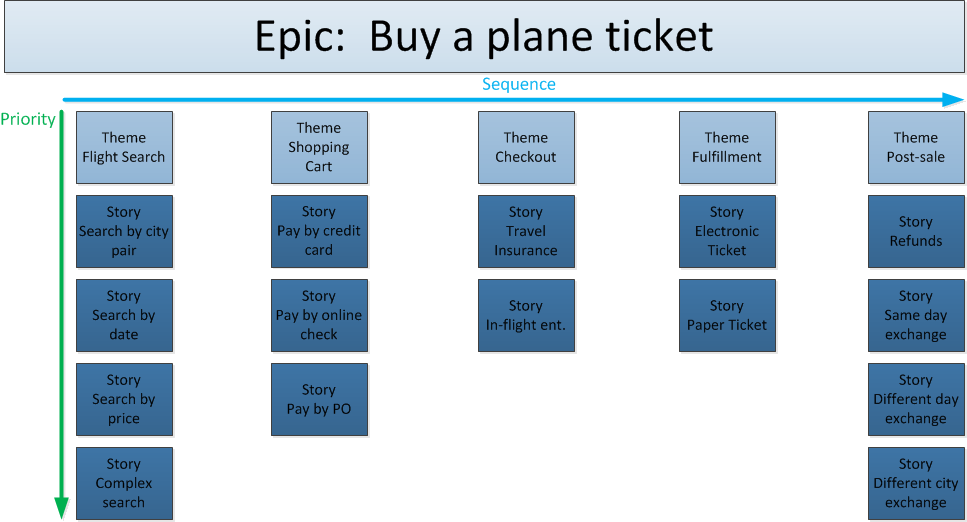 Epic:  Buy a plane ticket
Sequence
Priority
Theme
Flight Search
Theme
Shopping
Cart
Theme
Checkout
Theme
Fulfillment
Theme
Post-sale
Story
Search by city
pair
Story
Pay by credit
card
Story
Travel
Insurance
Story
Electronic
Ticket
Story
Refunds
Story
Search by
date
Story
Pay by online
check
Story
In-flight ent.
Story
Paper Ticket
Story
Same day
exchange
Story
Search by
price
Story
Pay by PO
Story
Different day
exchange
Story
Complex
search
Story
Different city
exchange